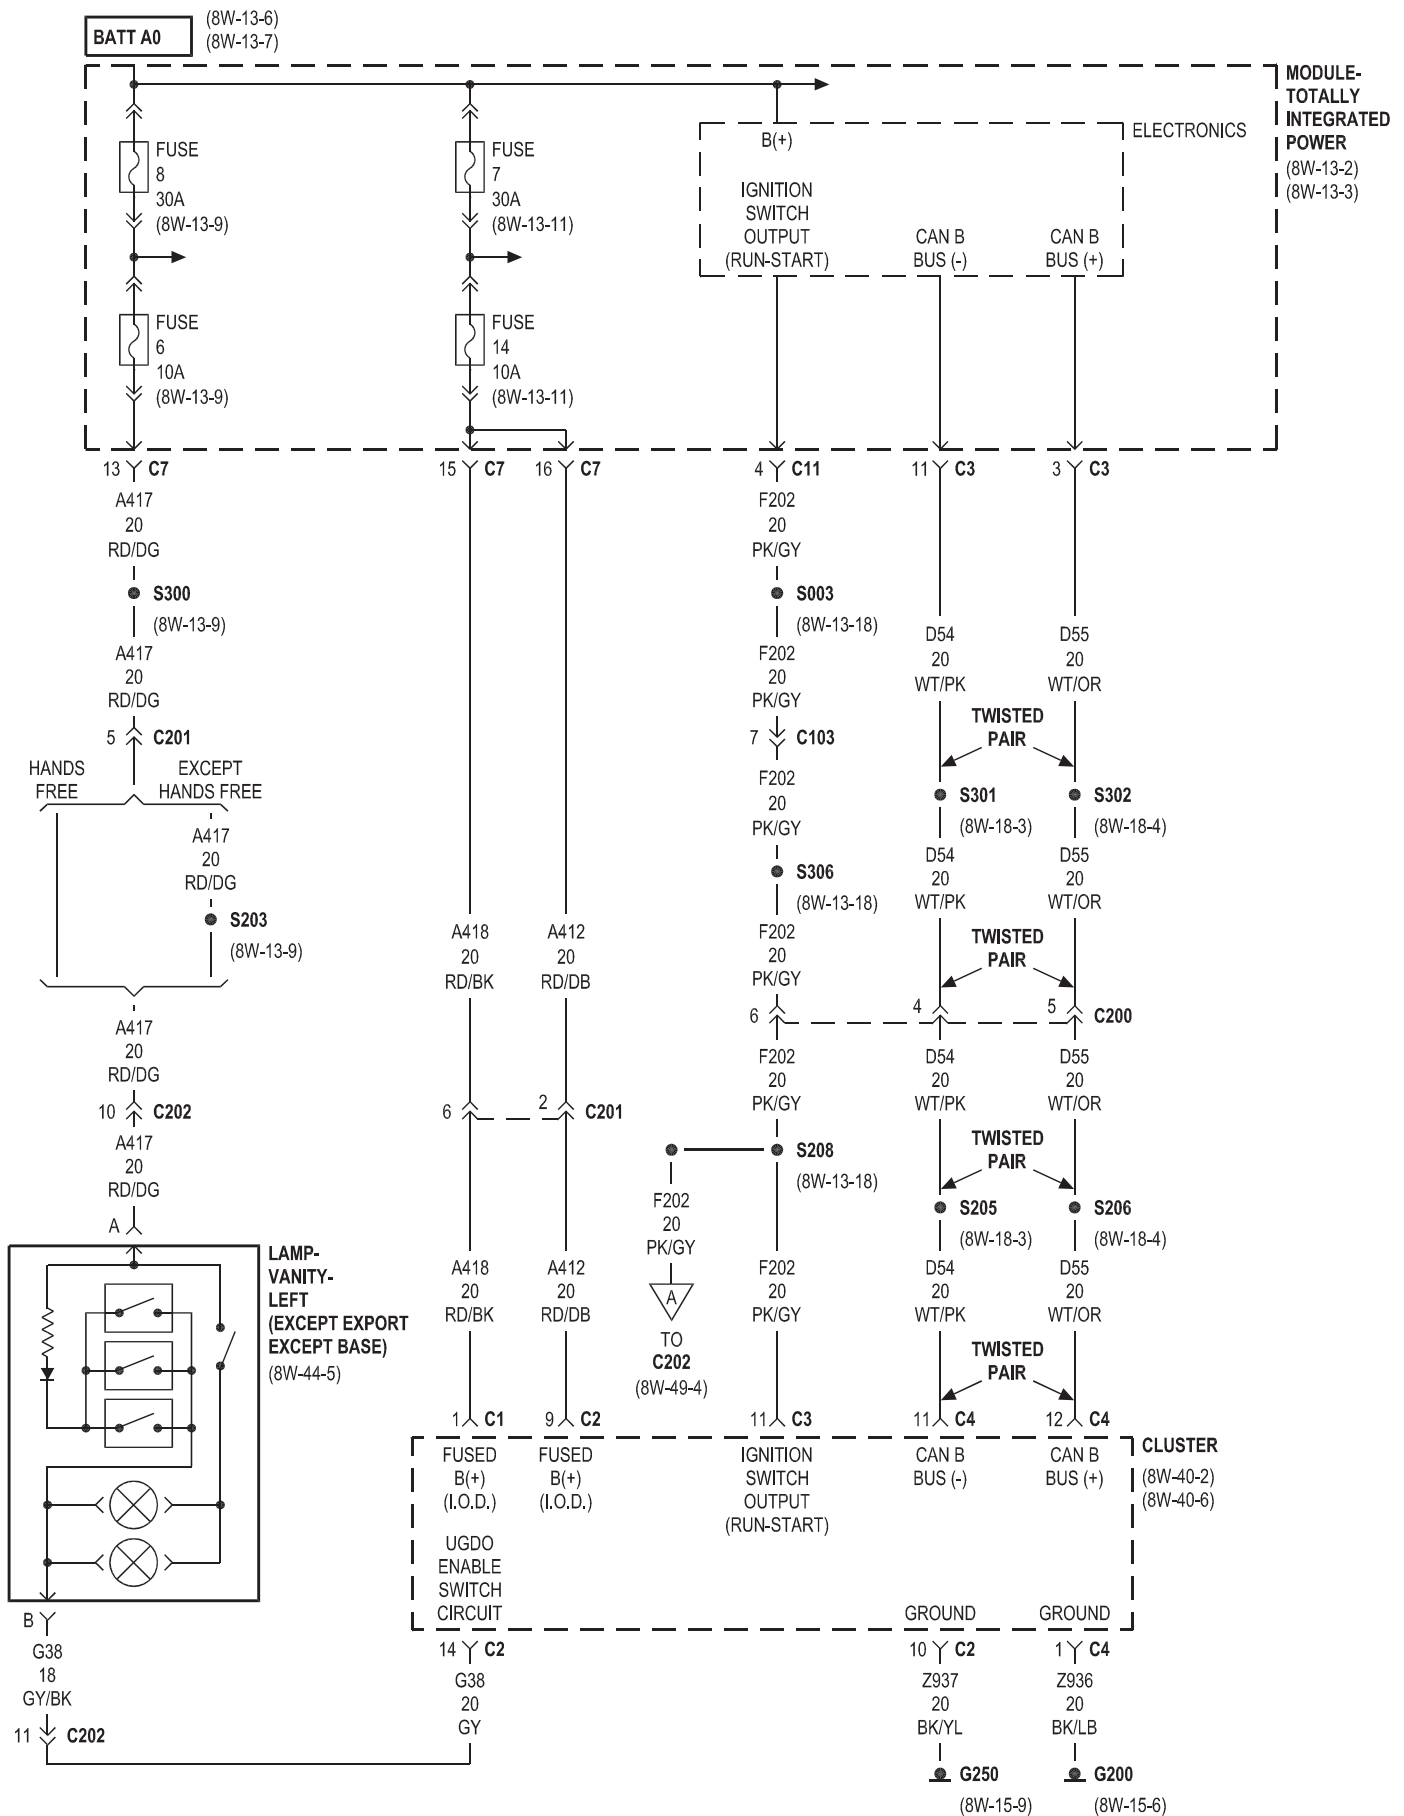 BATT A0
(8W-13-6)
(8W-13-7)
MODULE-
TOTALLY
INTEGRATED
POWER
(8W-13-2)
(8W-13-3)
ELECTRONICS
B(+)
FUSE
8
30A
(8W-13-9)
FUSE
7
30A
(8W-13-11)
IGNITION
SWITCH
OUTPUT
(RUN-START)
CAN B
BUS (-)
CAN B
BUS (+)
FUSE
6
10A
(8W-13-9)
FUSE
14
10A
(8W-13-11)
13 C7
15 C7
16 C7
4 C11
11 C3
3 C3
A417
20
RD/DG
S300
(8W-13-9)
A417
20
RD/DG
5 C201
HANDS
FREE
EXCEPT
HANDS FREE
A417
20
RD/DG
S203
(8W-13-9)
A417
20
RD/DG
10 C202
A417
20
RD/DG
A
LAMP-
VANITY-
LEFT
(EXCEPT EXPORT
EXCEPT BASE)
(8W-44-5)
B
G38
18
GY/BK
11 C202
A418
20
RD/BK
A412
20
RD/DB
6
2
C201
A418
20
RD/BK
A412
20
RD/DB
1 C1
9 C2
F202
20
PK/GY
S003
(8W-13-18)
F202
20
PK/GY
7 C103
F202
20
PK/GY
S306
(8W-13-18)
F202
20
PK/GY
6
F202
20
PK/GY
S208
(8W-13-18)
F202
20
PK/GY
A
TO
C202
(8W-49-4)
F202
20
PK/GY
11 C3
D54
20
WT/PK
D55
20
WT/OR
TWISTED
PAIR
S301
(8W-18-3)
S302
(8W-18-4)
D54
20
WT/PK
D55
20
WT/OR
TWISTED
PAIR
4
5
C200
D54
20
WT/PK
D55
20
WT/OR
TWISTED
PAIR
S205
(8W-18-3)
S206
(8W-18-4)
D54
20
WT/PK
D55
20
WT/OR
TWISTED
PAIR
11 C4
12 C4
CLUSTER
(8W-40-2)
(8W-40-6)
FUSED
B(+)
(I.O.D.)
FUSED
B(+)
(I.O.D.)
IGNITION
SWITCH
OUTPUT
(RUN-START)
CAN B
BUS (-)
CAN B
BUS (+)
UGDO
ENABLE
SWITCH
CIRCUIT
GROUND
GROUND
14 C2
G38
20
GY
10 C2
Z937
20
BK/YL
G250
(8W-15-9)
1 C4
Z936
20
BK/LB
G200
(8W-15-6)